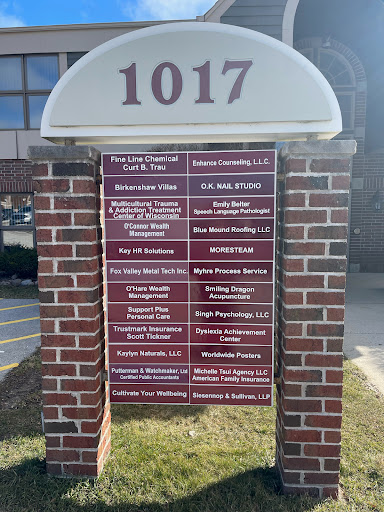 1017
Fine Line Chemical
Curt B. Trau
Enhance Counseling, L.L.C.
Birkenshaw Villas
O.K. NAIL STUDIO
Multicultural Trauma
& Addiction Treatment
Center of Wisconsin
Emily Belter
Speech Language Pathologist
O'Connor Wealth
Management
Blue Mound Roofing LLC
Key HR Solutions
MORESTEAM
Fox Valley Metal Tech Inc.
Myhre Process Service
O'Hare Wealth
Management
Smiling Dragon
Acupuncture
Support Plus
Personal Care
Singh Psychology, LLC
Trustmark Insurance
Scott Tickner
Dyslexia Achievement
Center
Kaylyn Naturals, LLC
Worldwide Posters
Putterman & Watchmaker, Ltd
Certified Public Accountants
Michelle Tsui Agency LLC
American Family Insurance
Cultivate Your Wellbeing
Siesennop & Sullivan, LLP